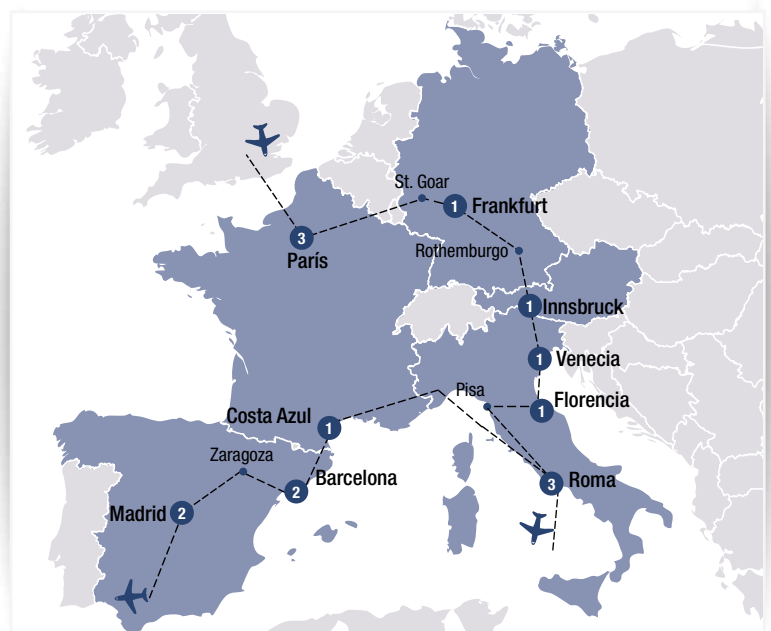 St. Goar
1 Frankfurt
3
París
Rothemburgo
1 Innsbruck
1 Venecia
Pisa
Florencia
1
Costa Azul 1
Zaragoza
Barcelona
2
Roma
3
Madrid 2